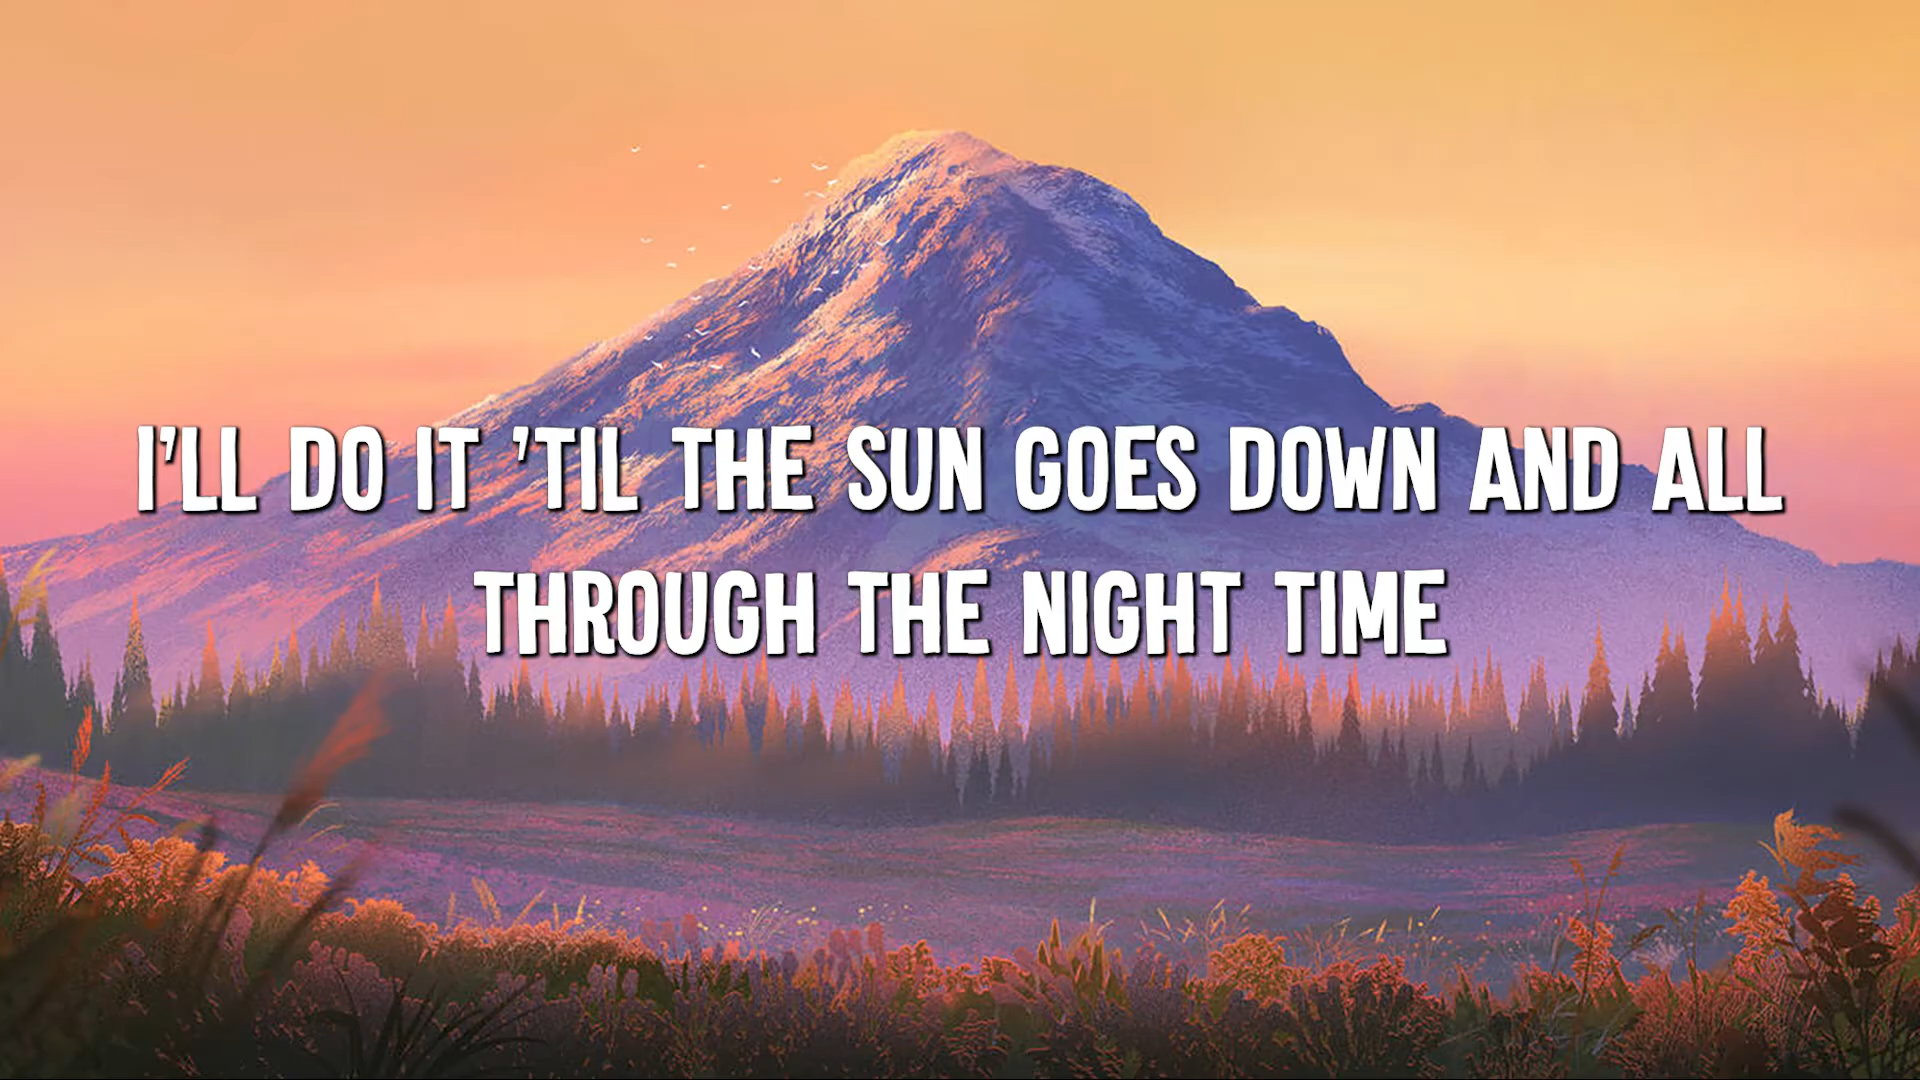 I'LL DO IT 'TIL THE SUN GOES DOWN AND ALL
THROUGH THE NIGHT TIME